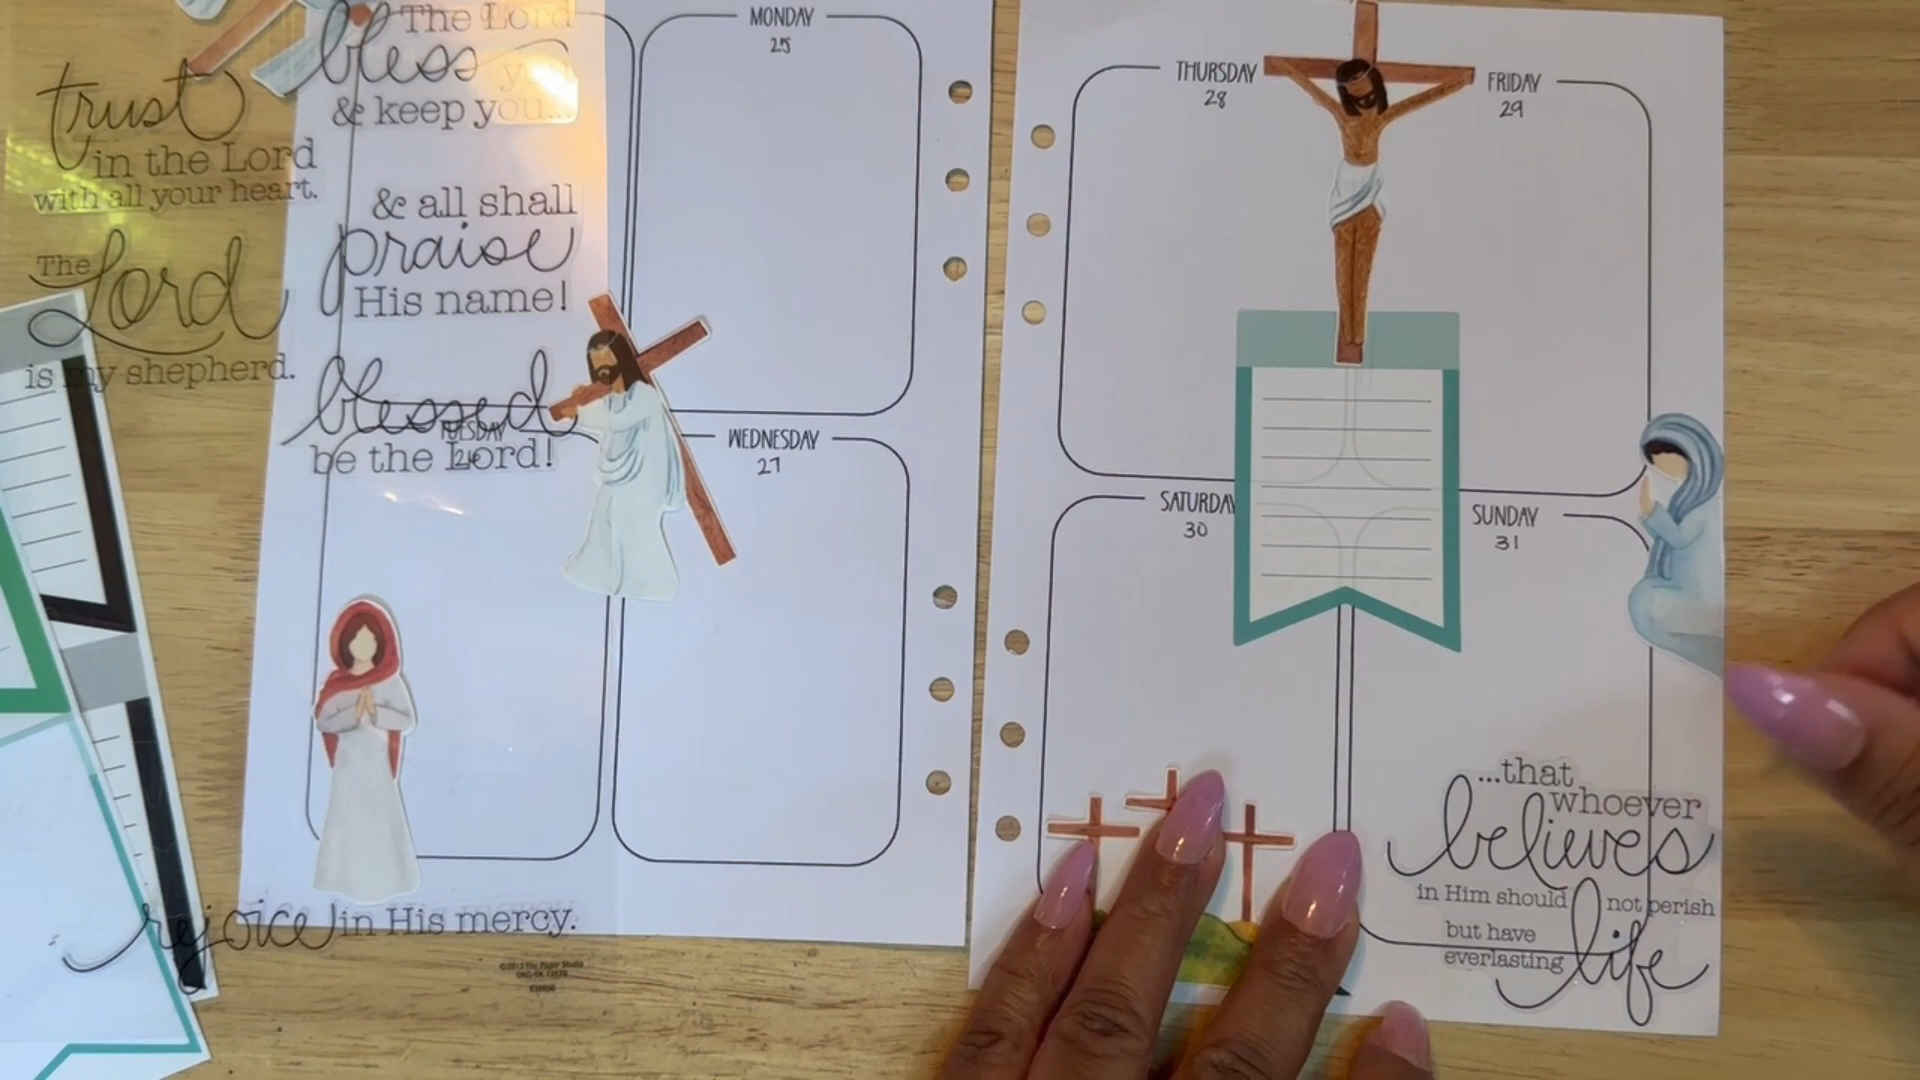 The Lord
bless you
& keep you...
trust
in the Lord
with all your heart.
& all shall
praise
His name!
The Lord
is my shepherd.
blessed
be the Lord!
rejoice in His mercy.
MONDAY
25
TUESDAY
26
WEDNESDAY
27
THURSDAY
28
FRIDAY
29
SATURDAY
30
SUNDAY
31
...that
whoever
believes
in Him should not perish
but have
everlasting life